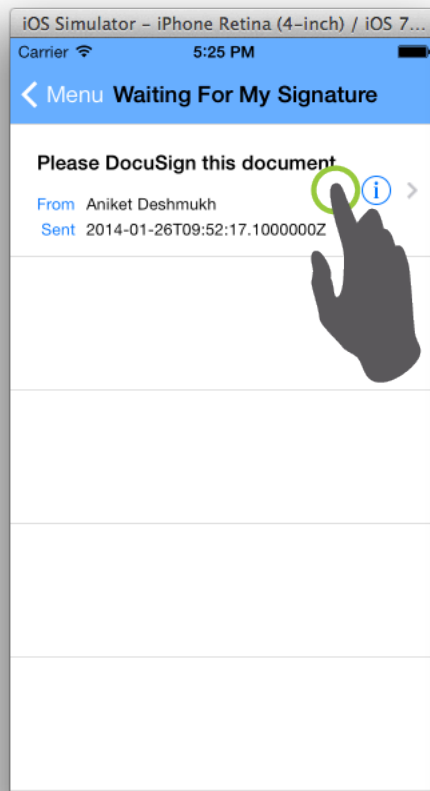 iOS Simulator – iPhone Retina (4-inch) / iOS 7...
Carrier 5:25 PM
Menu Waiting For My Signature
Please DocuSign this document
i
From Aniket Deshmukh
Sent 2014-01-26T09:52:17.1000000Z